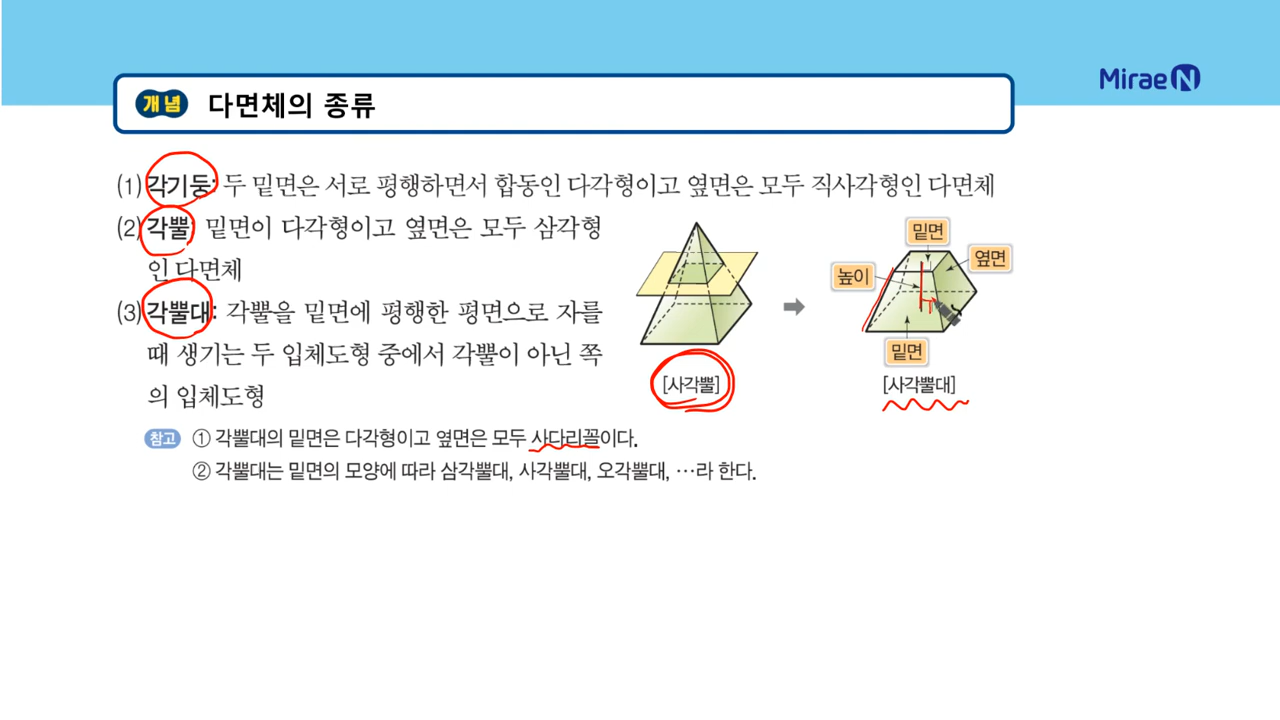 Mirae N
개념 다면체의 종류
(1) 각기둥: 두 밑면은 서로 평행하면서 합동인 다각형이고 옆면은 모두 직사각형인 다면체
(2) 각뿔: 밑면이 다각형이고 옆면은 모두 삼각형
인 다면체
(3) 각뿔대: 각뿔을 밑면에 평행한 평면으로 자를
때 생기는 두 입체도형 중에서 각뿔이 아닌 쪽
의 입체도형
밑면
옆면
높이
밑면
[사각뿔]
[사각뿔대]
참고 ① 각뿔대의 밑면은 다각형이고 옆면은 모두 사다리꼴이다.
② 각뿔대는 밑면의 모양에 따라 삼각뿔대, 사각뿔대, 오각뿔대, …라 한다.